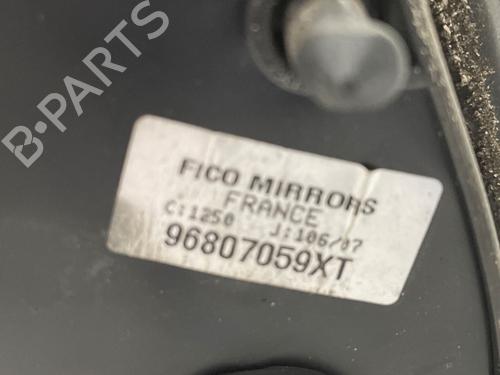 B-PARTS
FICO MIRRORS
FRANCE
C:1250 J:106/07
96807059XT